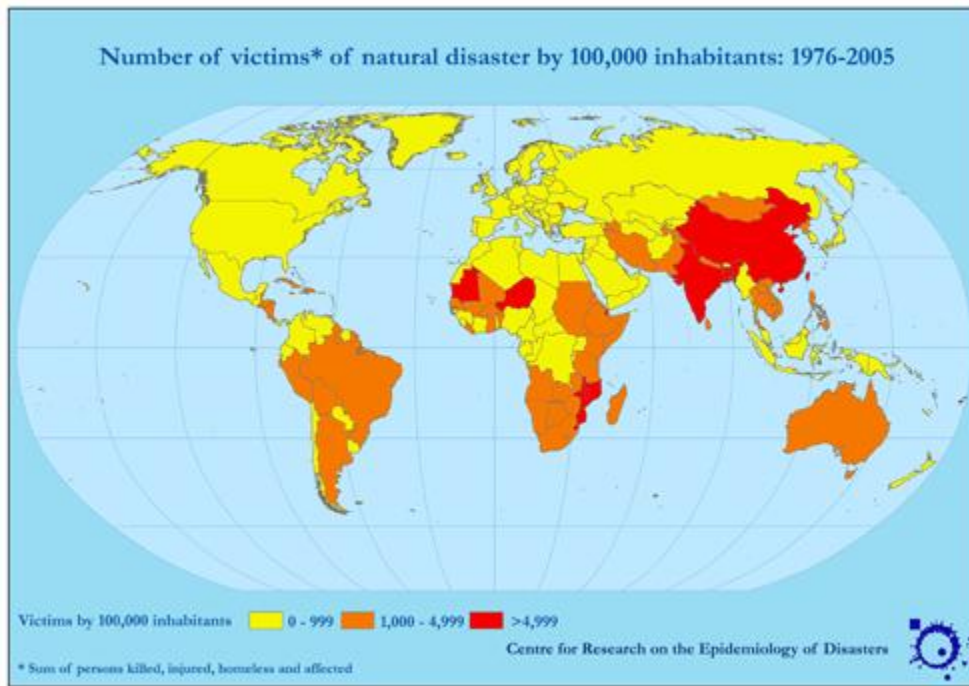 Number of victims* of natural disaster by 100,000 inhabitants: 1976-2005
Victims by 100,000 inhabitants 0 - 999 1,000 - 4,999 >4,999
Centre for Research on the Epidemiology of Disasters
* Sum of persons killed, injured, homeless and affected